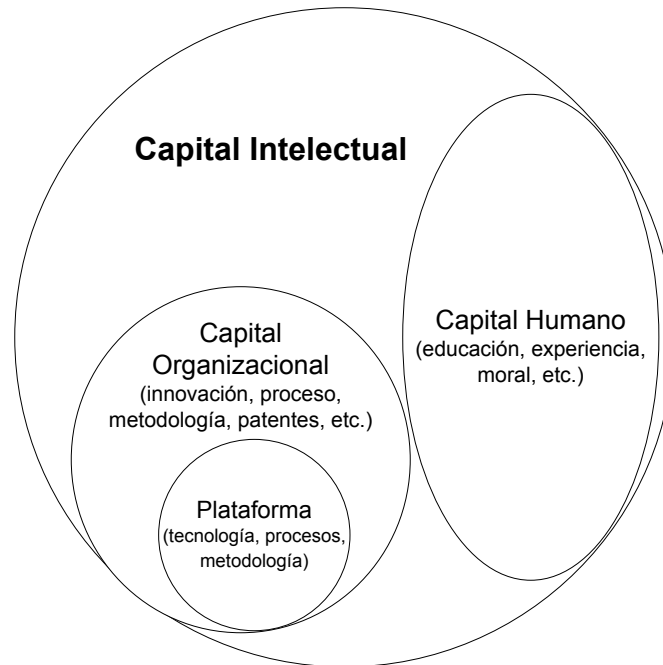 Capital Intelectual
Capital
Organizacional
(innovación, proceso,
metodología, patentes, etc.)
Capital Humano
(educación, experiencia,
moral, etc.)
Plataforma
(tecnología, procesos,
metodología)